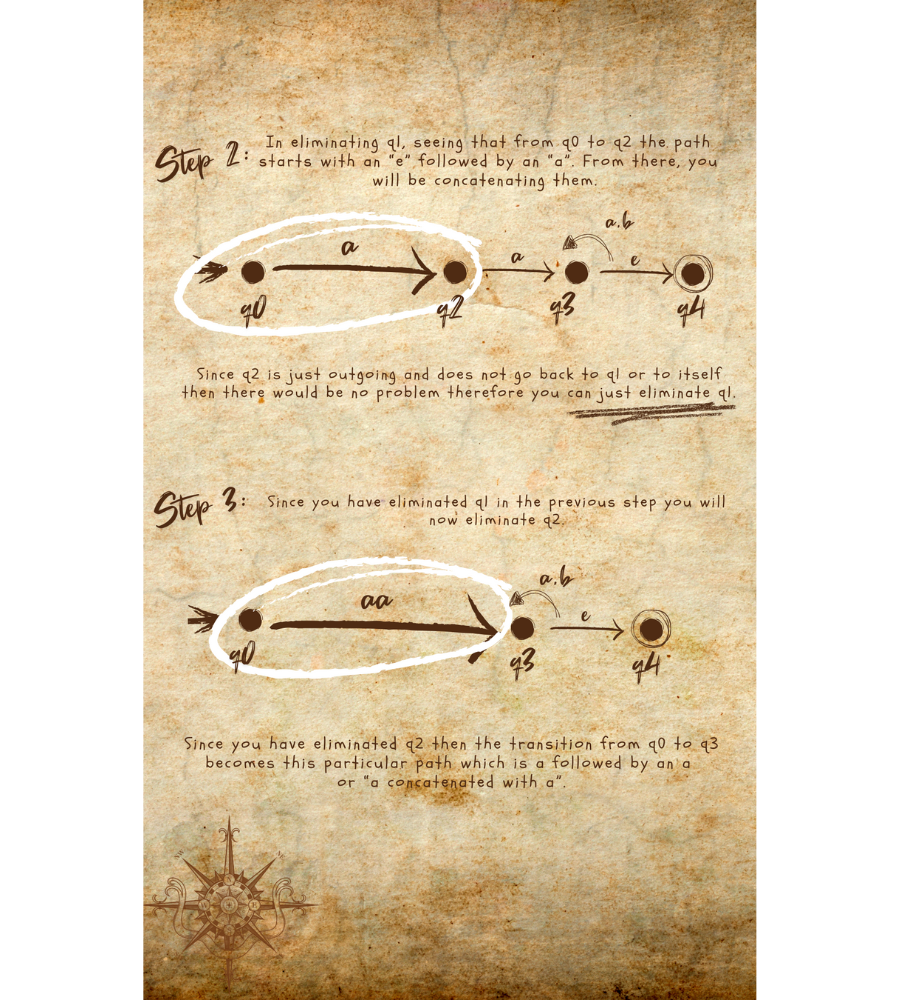 Step 2:
In eliminating q1, seeing that from q0 to q2 the path
starts with an "e" followed by an "a". From there, you
will be concatenating them.
a.b
a
a
e
q0
q2
q3
q4
Since q2 is just outgoing and does not go back to q1 or to itself
then there would be no problem therefore you can just eliminate q1.
Step 3:
Since you have eliminated q1 in the previous step you will
now eliminate q2.
a.b
aa
e
q0
q3
q4
Since you have eliminated q2 then the transition from q0 to q3
becomes this particular path which is a followed by an a
or "a concatenated with a".